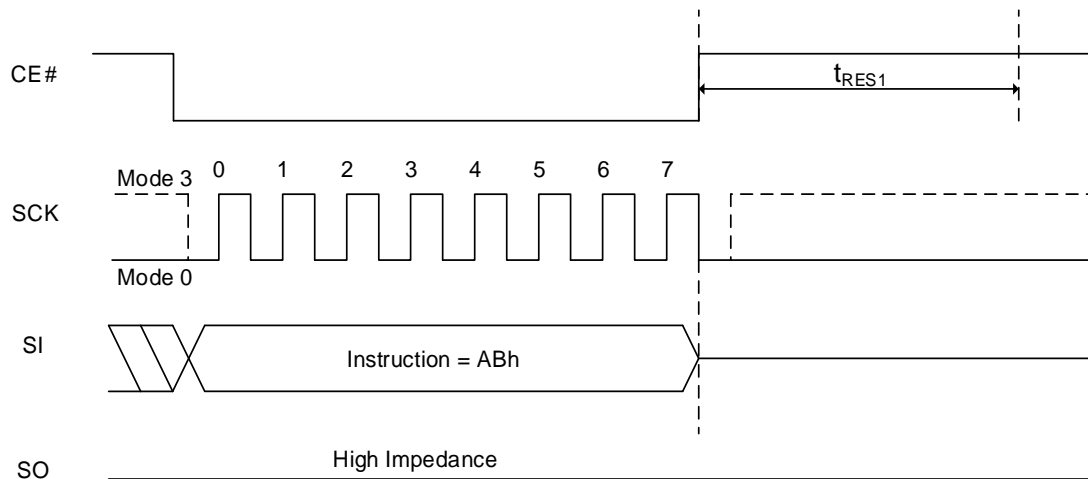 CE#
tRES1
0 1 2 3 4 5 6 7
Mode 3
SCK
Mode 0
SI
Instruction = ABh
High Impedance
SO